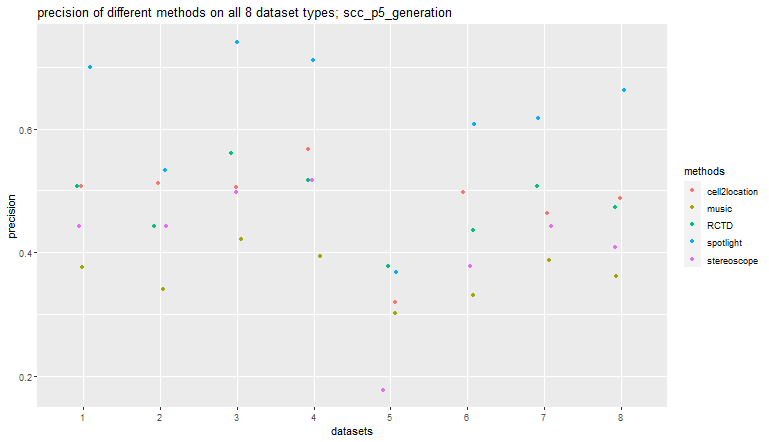 precision of different methods on all 8 dataset types; scc_p5_generation
precision
0.6
0.4
0.2
1 2 3 4 5 6 7 8
datasets
methods
cell2location
music
RCTD
spotlight
stereoscope